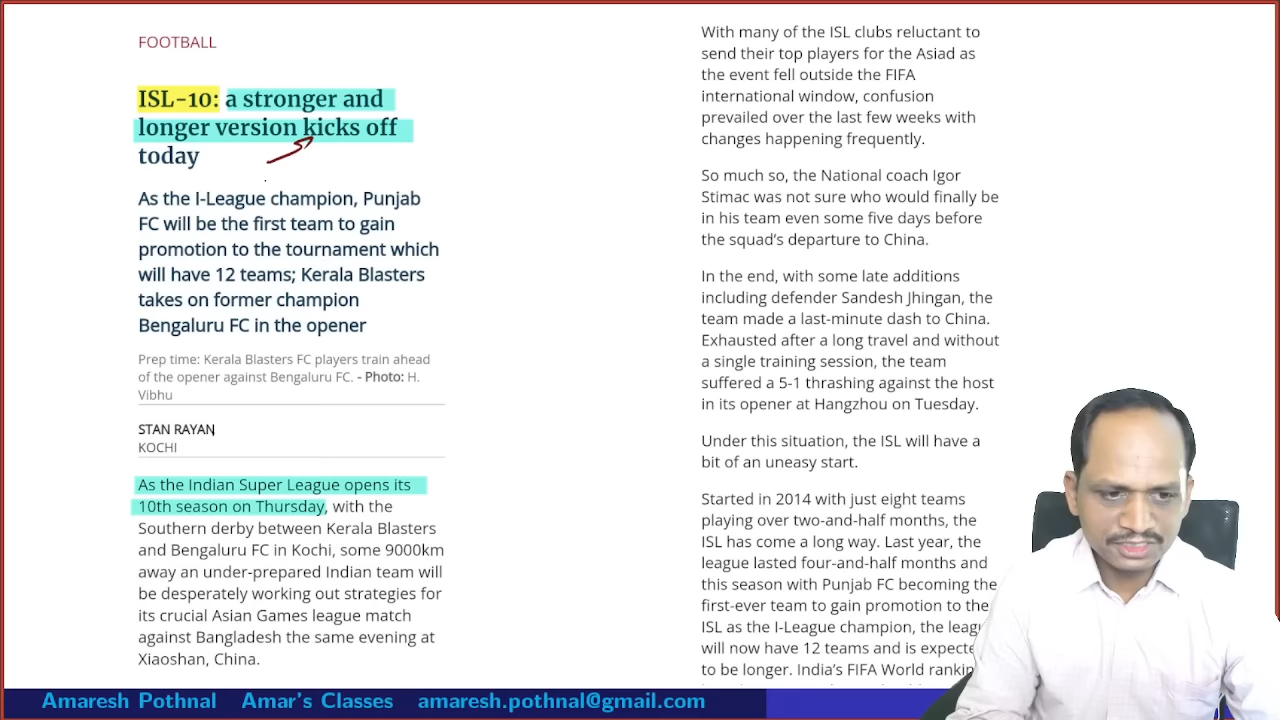 FOOTBALL
ISL-10: a stronger and
longer version kicks off
today
As the I-League champion, Punjab
FC will be the first team to gain
promotion to the tournament which
will have 12 teams; Kerala Blasters
takes on former champion
Bengaluru FC in the opener
Prep time: Kerala Blasters FC players train ahead
of the opener against Bengaluru FC. - Photo: H.
Vibhu
STAN RAYAN
KOCHI
As the Indian Super League opens its
10th season on Thursday, with the
Southern derby between Kerala Blasters
and Bengaluru FC in Kochi, some 9000km
away an under-prepared Indian team will
be desperately working out strategies for
its crucial Asian Games league match
against Bangladesh the same evening at
Xiaoshan, China.
With many of the ISL clubs reluctant to
send their top players for the Asiad as
the event fell outside the FIFA
international window, confusion
prevailed over the last few weeks with
changes happening frequently.
So much so, the National coach Igor
Stimac was not sure who would finally be
in his team even some five days before
the squad's departure to China.
In the end, with some late additions
including defender Sandesh Jhingan, the
team made a last-minute dash to China.
Exhausted after a long travel and without
a single training session, the team
suffered a 5-1 thrashing against the host
in its opener at Hangzhou on Tuesday.
Under this situation, the ISL will have a
bit of an uneasy start.
Started in 2014 with just eight teams
playing over two-and-half months, the
ISL has come a long way. Last year, the
league lasted four-and-half months and
this season with Punjab FC becoming the
first-ever team to gain promotion to the
ISL as the I-League champion, the
will now have 12 teams and is
to be longer. India's FIFA World
Amaresh Pothnal Amar's Classes amaresh.pothnal@gmail.com